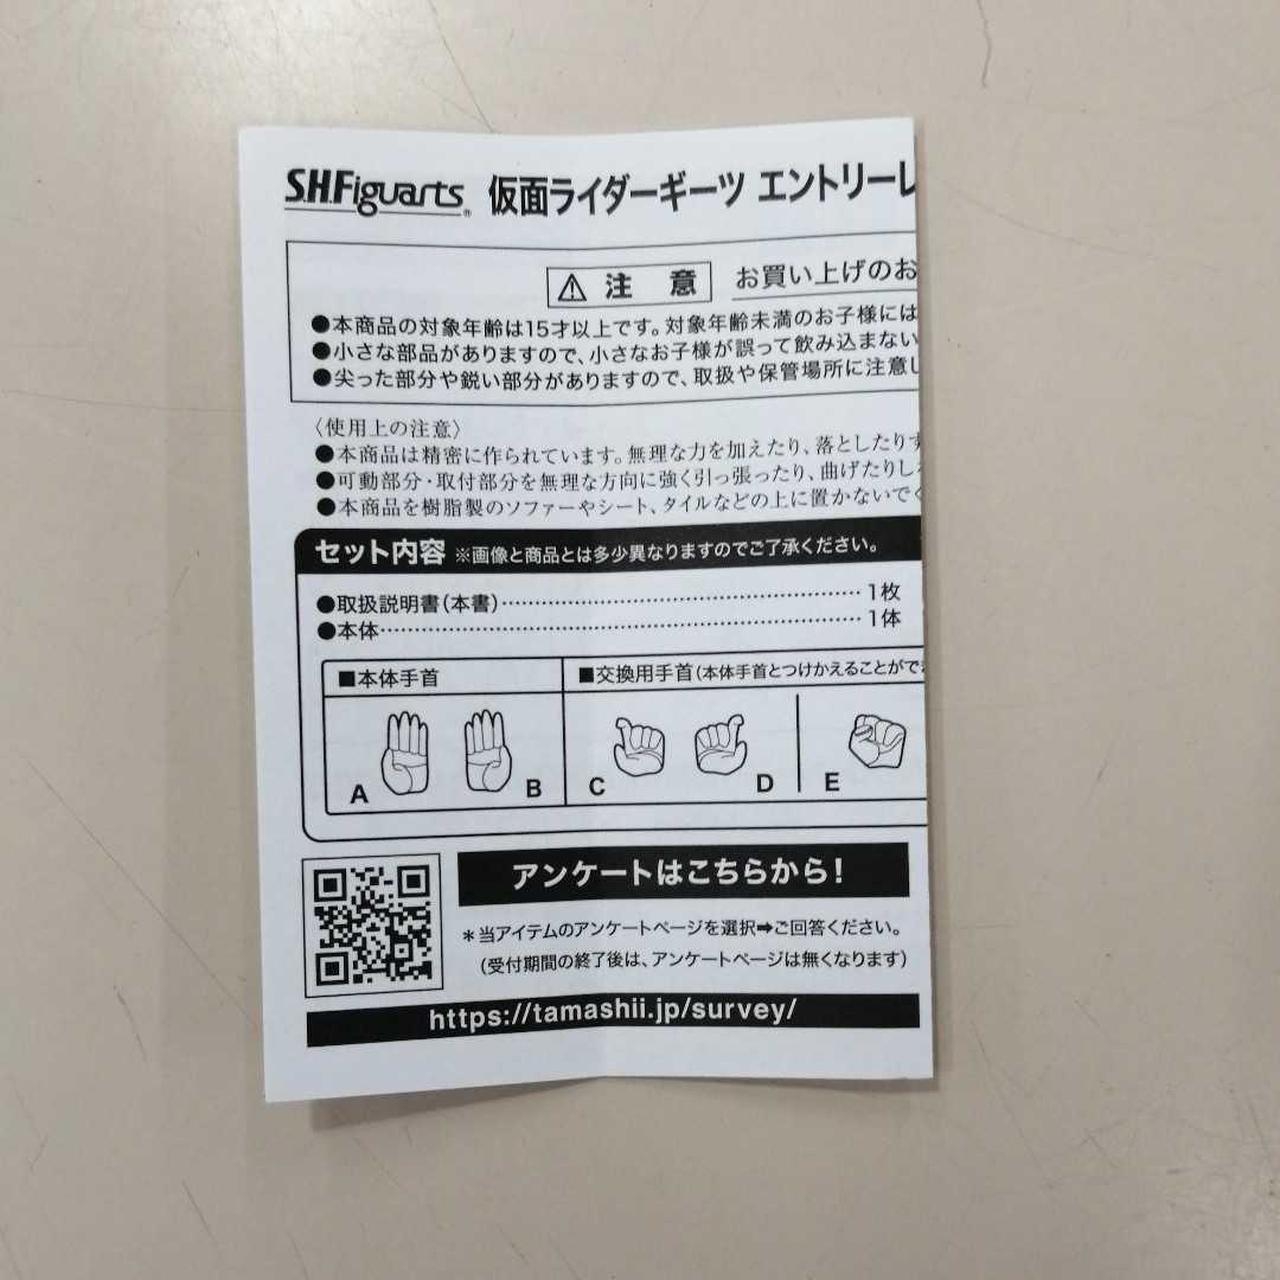 S.H.Figuarts® 仮面ライダーギーツ エントリーレ
⚠ 注 意 お買い上げのお
●本商品の対象年齢は15才以上です。対象年齢未満のお子様には
●小さな部品がありますので、小さなお子様が誤って飲み込まない
●尖った部分や鋭い部分がありますので、取扱や保管場所に注意し
〈使用上の注意〉
●本商品は精密に作られています。無理な力を加えたり、落としたりす
●可動部分・取付部分を無理な方向に強く引っ張ったり、曲げたりし
●本商品を樹脂製のソファーやシート、タイルなどの上に置かないでく
セット内容 ※画像と商品とは多少異なりますのでご了承ください。
●取扱説明書(本書)……………………………………………… 1枚
●本体…………………………………………………………… 1体
■本体手首
■交換用手首(本体手首とつけかえることができ
A B C D E
アンケートはこちらから!
＊当アイテムのアンケートページを選択➡ご回答ください。
(受付期間の終了後は、アンケートページは無くなります)
https://tamashii.jp/survey/